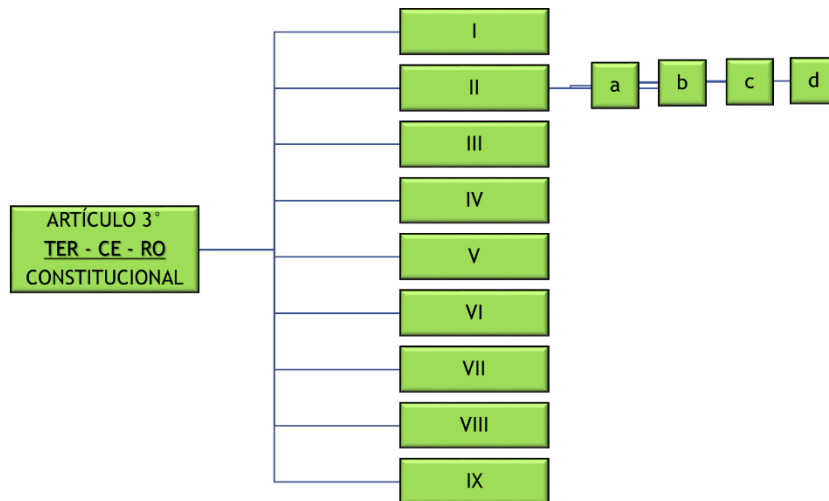 ARTÍCULO 3°
TER - CE - RO
CONSTITUCIONAL
I
II
a
b
c
d
III
IV
V
VI
VII
VIII
IX